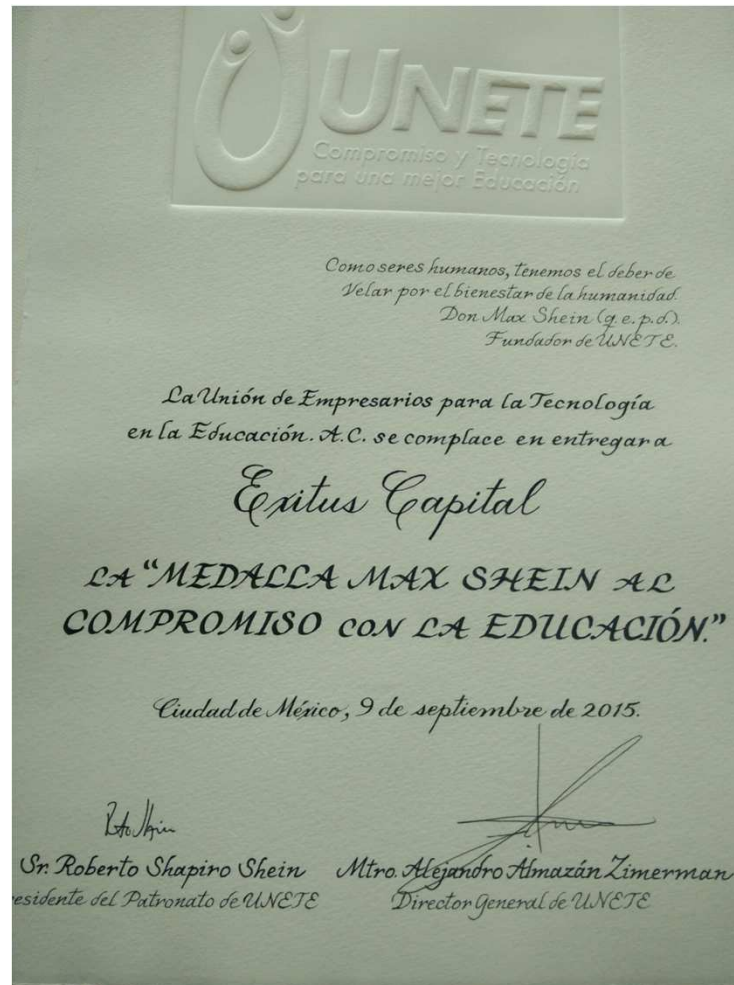 UNETE
Compromiso y Tecnología
para una mejor Educación
Como seres humanos, tenemos el deber de
Velar por el bienestar de la humanidad.
Don Max Shein (q.e.p.d.).
Fundador de UNETE.
La Unión de Empresarios para la Tecnología
en la Educación. A.C. se complace en entregar a
Exitus Capital
LA "MEDALLA MAX SHEIN AL
COMPROMISO CON LA EDUCACIÓN."
Ciudad de México, 9 de septiembre de 2015.
Sr. Roberto Shapiro Shein Mtro. Alejandro Almazán Zimerman
esidente del Patronato de UNETE Director General de UNETE